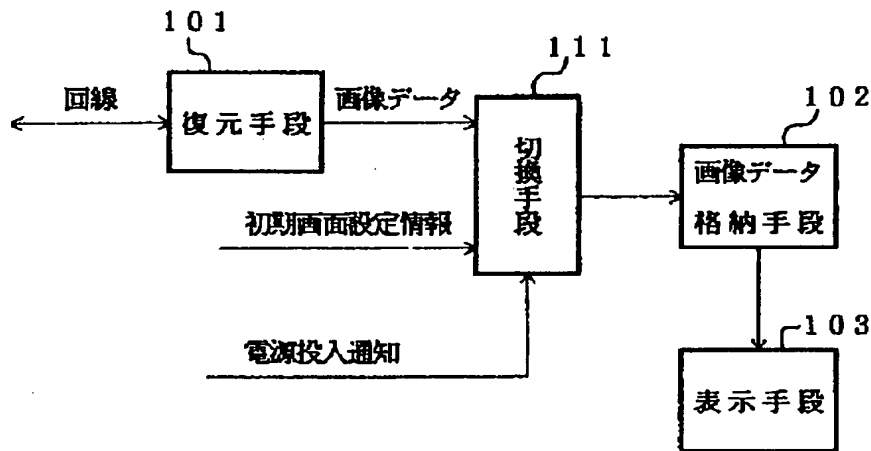 １０１
１１１
回線
復元手段
画像データ
１０２
切換手段
画像データ
格納手段
初期画面設定情報
１０３
電源投入通知
表示手段